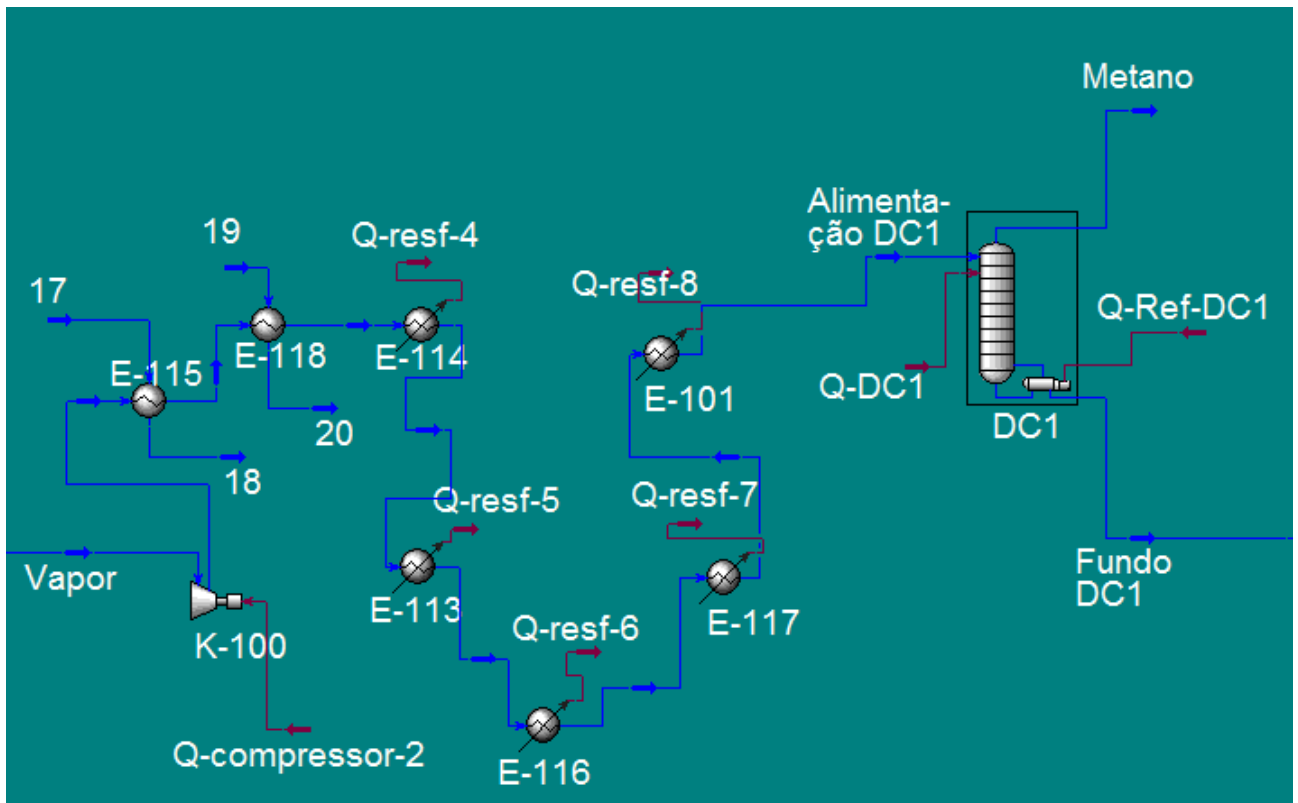 Metano
Alimenta-
ção DC1
19
Q-resf-4
17
Q-resf-8
Q-Ref-DC1
E-118
E-114
E-115
E-101
Q-DC1
20
DC1
18
Q-resf-5
Q-resf-7
Vapor
Fundo
DC1
E-113
E-117
K-100
Q-resf-6
Q-compressor-2
E-116